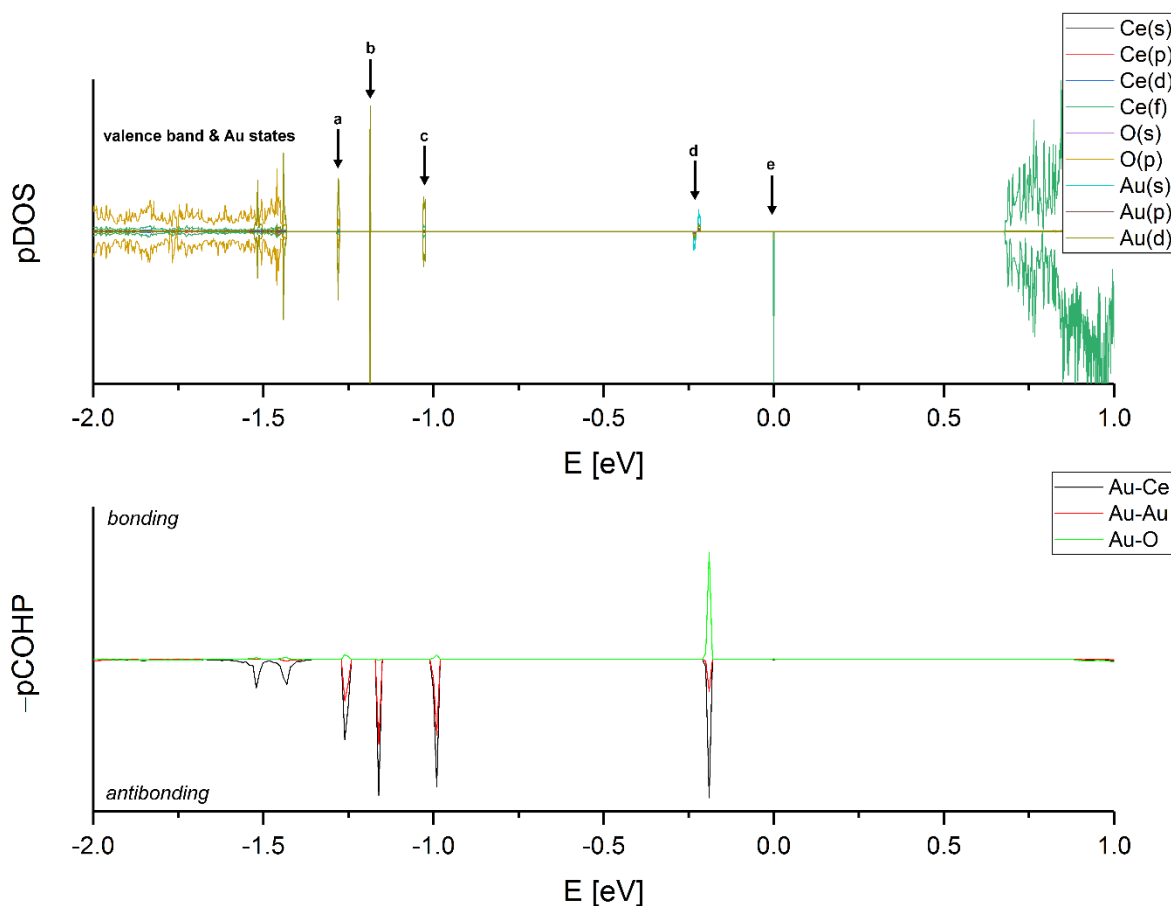 Ce(s)
Ce(p)
Ce(d)
Ce(f)
O(s)
O(p)
Au(s)
Au(p)
Au(d)
a
b
c
d
e
valence band & Au states
pDOS
-2.0 -1.5 -1.0 -0.5 0.0 0.5 1.0
E [eV]
Au-Ce
Au-Au
Au-O
bonding
−pCOHP
antibonding
-2.0 -1.5 -1.0 -0.5 0.0 0.5 1.0
E [eV]